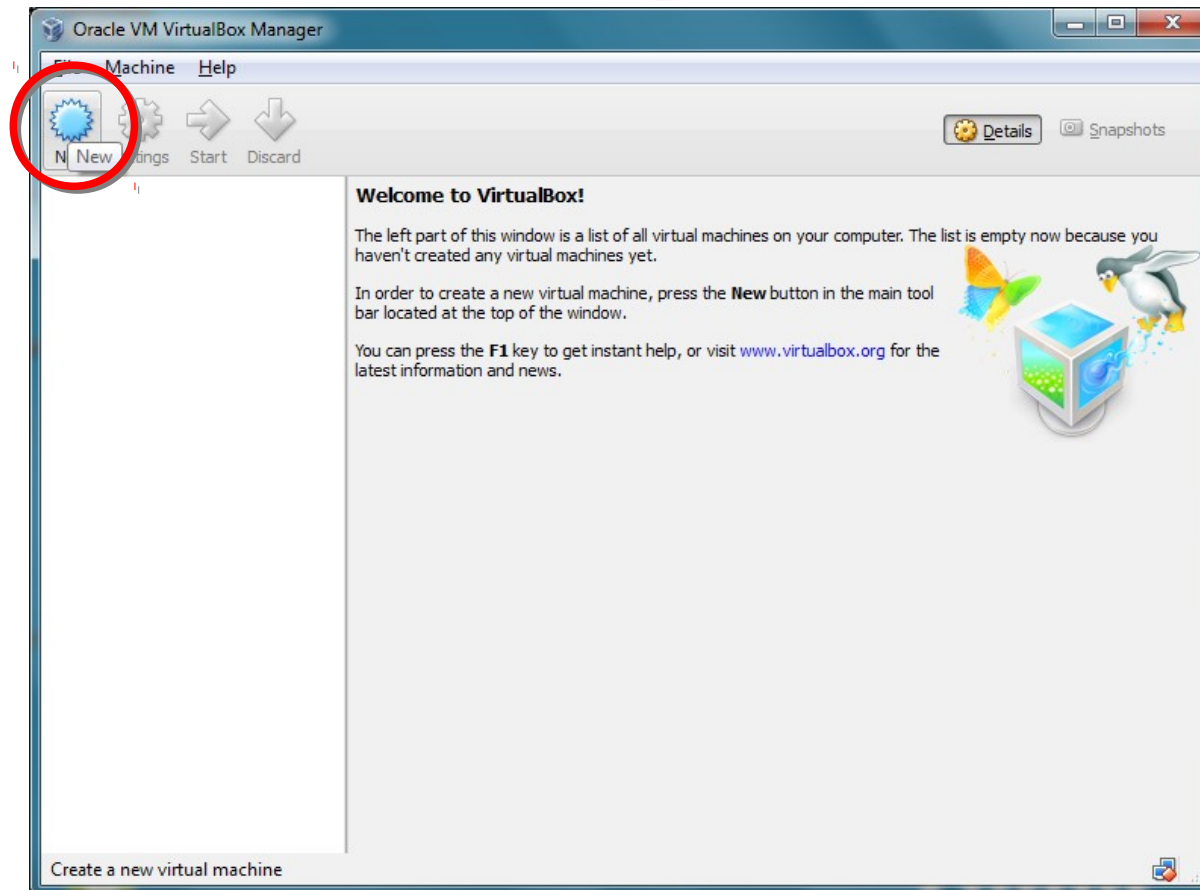 Oracle VM VirtualBox Manager
Machine Help
New Start Discard
Details Snapshots
Welcome to VirtualBox!
The left part of this window is a list of all virtual machines on your computer. The list is empty now because you
haven't created any virtual machines yet.
In order to create a new virtual machine, press the New button in the main tool
bar located at the top of the window.
You can press the F1 key to get instant help, or visit www.virtualbox.org for the
latest information and news.
Create a new virtual machine